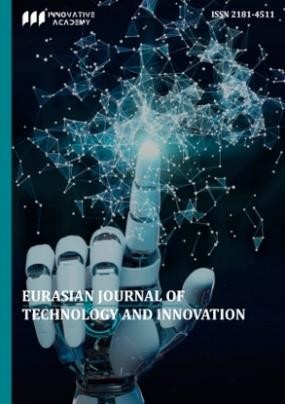 INNOVATIVE
ACADEMY
ISSN 2181-4511
EURASIAN JOURNAL OF
TECHNOLOGY AND INNOVATION